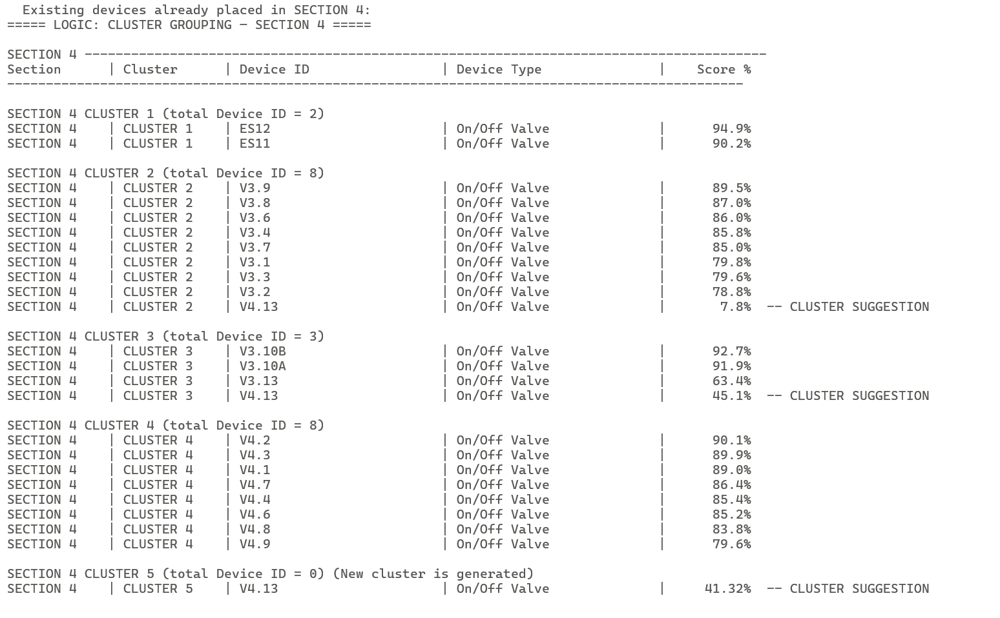 Existing devices already placed in SECTION 4:
===== LOGIC: CLUSTER GROUPING – SECTION 4 =====

SECTION 4 ----------------------------------------------------------------------------------------
Section      | Cluster      | Device ID                 | Device Type               |    Score %
-----------------------------------------------------------------------------------------------

SECTION 4 CLUSTER 1 (total Device ID = 2)
SECTION 4    | CLUSTER 1    | ES12                      | On/Off Valve              |      94.9%
SECTION 4    | CLUSTER 1    | ES11                      | On/Off Valve              |      90.2%

SECTION 4 CLUSTER 2 (total Device ID = 8)
SECTION 4    | CLUSTER 2    | V3.9                      | On/Off Valve              |      89.5%
SECTION 4    | CLUSTER 2    | V3.8                      | On/Off Valve              |      87.0%
SECTION 4    | CLUSTER 2    | V3.6                      | On/Off Valve              |      86.0%
SECTION 4    | CLUSTER 2    | V3.4                      | On/Off Valve              |      85.8%
SECTION 4    | CLUSTER 2    | V3.7                      | On/Off Valve              |      85.0%
SECTION 4    | CLUSTER 2    | V3.1                      | On/Off Valve              |      79.8%
SECTION 4    | CLUSTER 2    | V3.3                      | On/Off Valve              |      79.6%
SECTION 4    | CLUSTER 2    | V3.2                      | On/Off Valve              |      78.8%
SECTION 4    | CLUSTER 2    | V4.13                     | On/Off Valve              |       7.8%  -- CLUSTER SUGGESTION

SECTION 4 CLUSTER 3 (total Device ID = 3)
SECTION 4    | CLUSTER 3    | V3.10B                    | On/Off Valve              |      92.7%
SECTION 4    | CLUSTER 3    | V3.10A                    | On/Off Valve              |      91.9%
SECTION 4    | CLUSTER 3    | V3.13                     | On/Off Valve              |      63.4%
SECTION 4    | CLUSTER 3    | V4.13                     | On/Off Valve              |      45.1%  -- CLUSTER SUGGESTION

SECTION 4 CLUSTER 4 (total Device ID = 8)
SECTION 4    | CLUSTER 4    | V4.2                      | On/Off Valve              |      90.1%
SECTION 4    | CLUSTER 4    | V4.3                      | On/Off Valve              |      89.9%
SECTION 4    | CLUSTER 4    | V4.1                      | On/Off Valve              |      89.0%
SECTION 4    | CLUSTER 4    | V4.7                      | On/Off Valve              |      86.4%
SECTION 4    | CLUSTER 4    | V4.4                      | On/Off Valve              |      85.4%
SECTION 4    | CLUSTER 4    | V4.6                      | On/Off Valve              |      85.2%
SECTION 4    | CLUSTER 4    | V4.8                      | On/Off Valve              |      83.8%
SECTION 4    | CLUSTER 4    | V4.9                      | On/Off Valve              |      79.6%

SECTION 4 CLUSTER 5 (total Device ID = 0) (New cluster is generated)
SECTION 4    | CLUSTER 5    | V4.13                     | On/Off Valve              |     41.32%  -- CLUSTER SUGGESTION